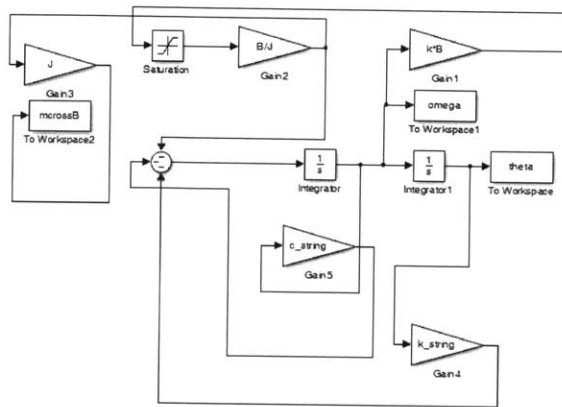 J
Gain3
mcrossB
To Workspace2
Saturation
B/J
Gain2
k*B
Gain1
omega
To Workspace1
1
s
Integrator
1
s
Integrator1
theta
To Workspace
c_string
Gain5
k_string
Gain4